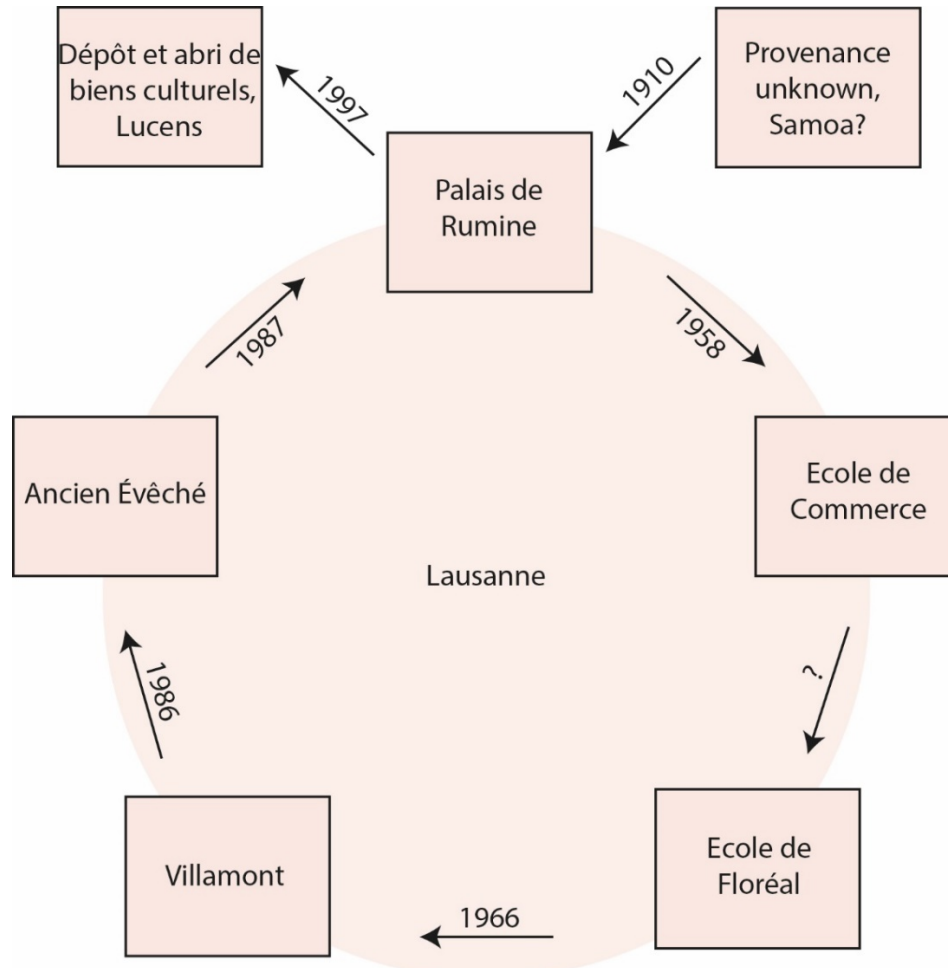 Dépôt et abri de
biens culturels,
Lucens
1997
1910
Provenance
unknown,
Samoa?
Palais de
Rumine
1987
1958
Ancien Évêché
Ecole de
Commerce
Lausanne
1986
?
Villamont
1966
Ecole de
Floréal